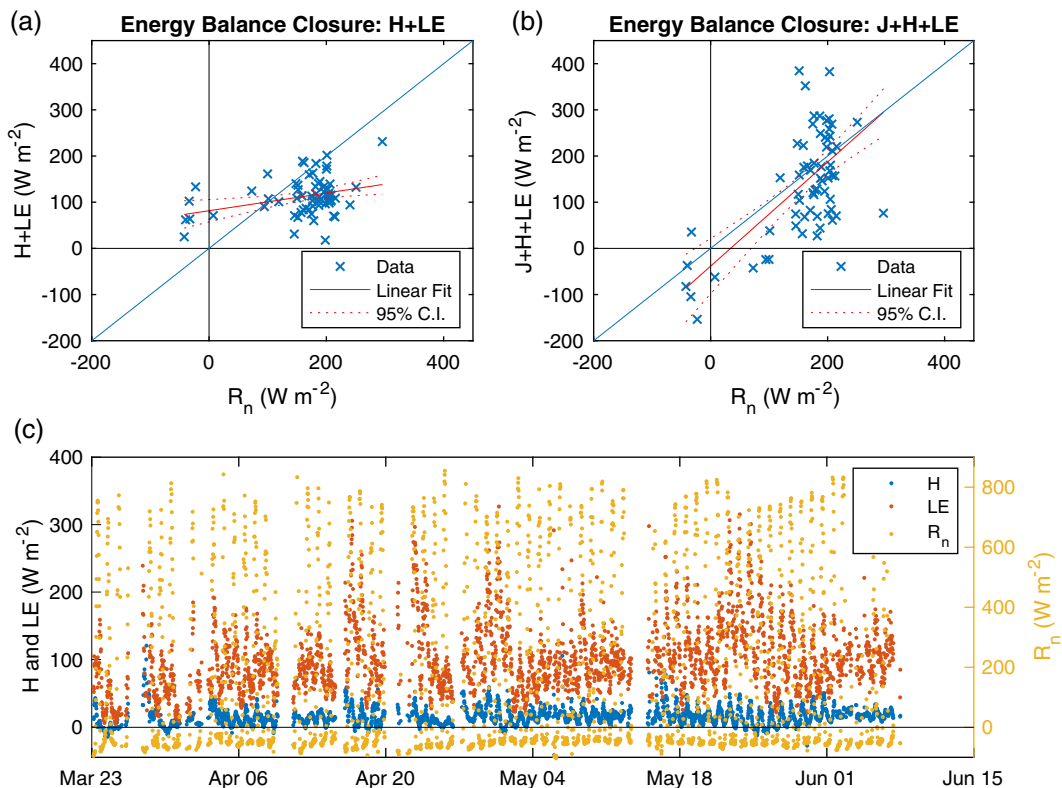 (a)
Energy Balance Closure: H+LE
400
300
200
100
0
-100
-200
H+LE (W m-2)
Data
Linear Fit
95% C.I.
-200
0
200
400
Rn (W m-2)
(b)
Energy Balance Closure: J+H+LE
400
300
200
100
0
-100
-200
J+H+LE (W m-2)
Data
Linear Fit
95% C.I.
-200
0
200
400
Rn (W m-2)
(c)
400
300
200
100
0
H and LE (W m-2)
H
LE
Rn
800
600
400
200
0
Rn (W m-2)
Mar 23
Apr 06
Apr 20
May 04
May 18
Jun 01
Jun 15